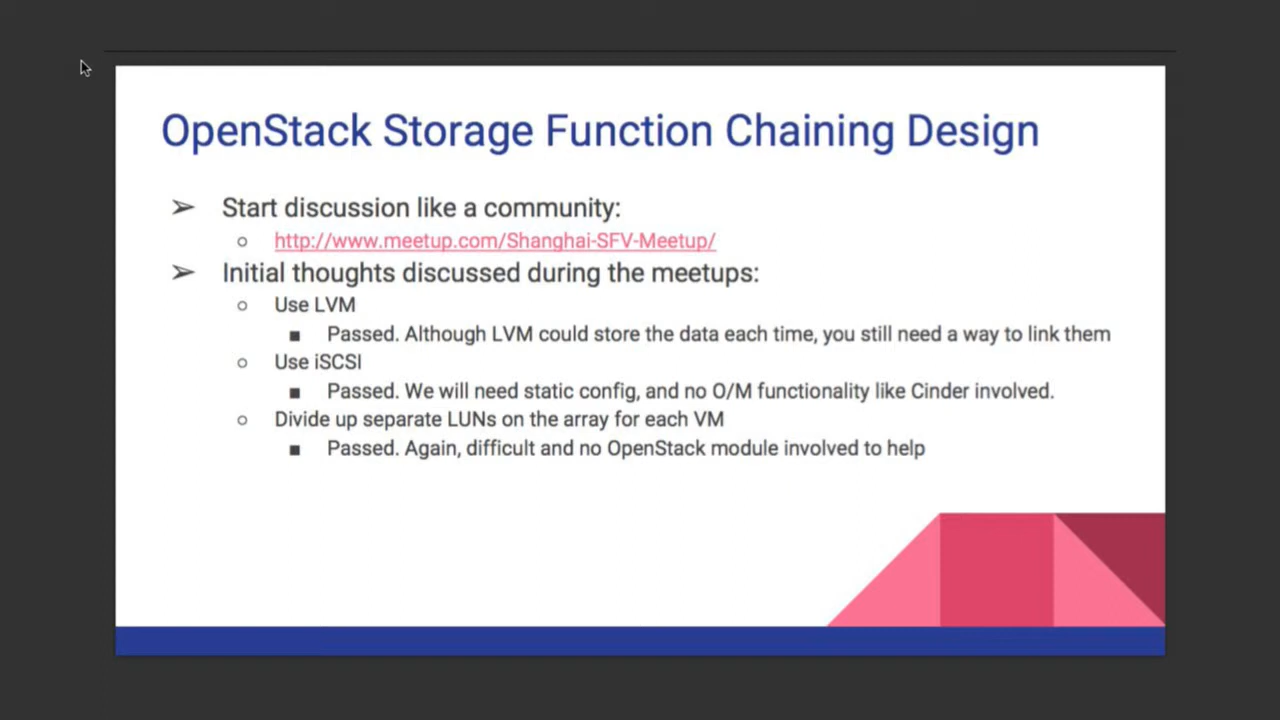 OpenStack Storage Function Chaining Design
➢ Start discussion like a community:
○ http://www.meetup.com/Shanghai-SFV-Meetup/
➢ Initial thoughts discussed during the meetups:
○ Use LVM
■ Passed. Although LVM could store the data each time, you still need a way to link them
○ Use iSCSI
■ Passed. We will need static config, and no O/M functionality like Cinder involved.
○ Divide up separate LUNs on the array for each VM
■ Passed. Again, difficult and no OpenStack module involved to help